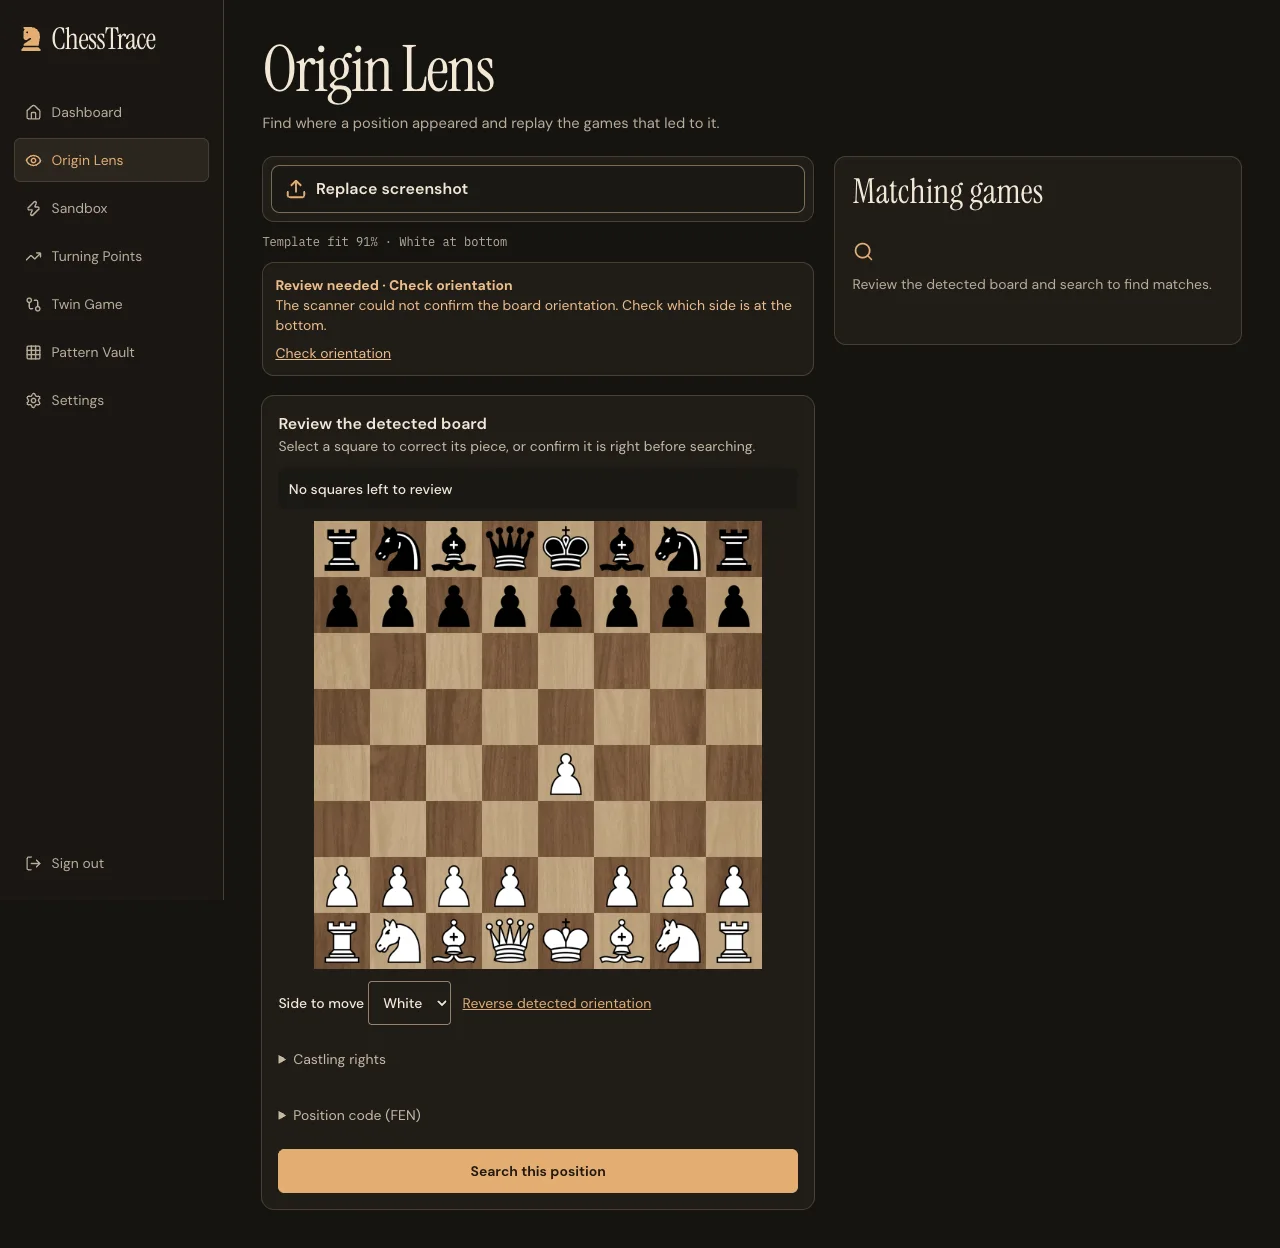 ChessTrace
Dashboard
Origin Lens
Sandbox
Turning Points
Twin Game
Pattern Vault
Settings
Sign out
Origin Lens
Find where a position appeared and replay the games that led to it.
Replace screenshot
Template fit 91% · White at bottom
Review needed · Check orientation
The scanner could not confirm the board orientation. Check which side is at the
bottom.
Check orientation
Review the detected board
Select a square to correct its piece, or confirm it is right before searching.
No squares left to review
Side to move White Reverse detected orientation
Castling rights
Position code (FEN)
Search this position
Matching games
Review the detected board and search to find matches.